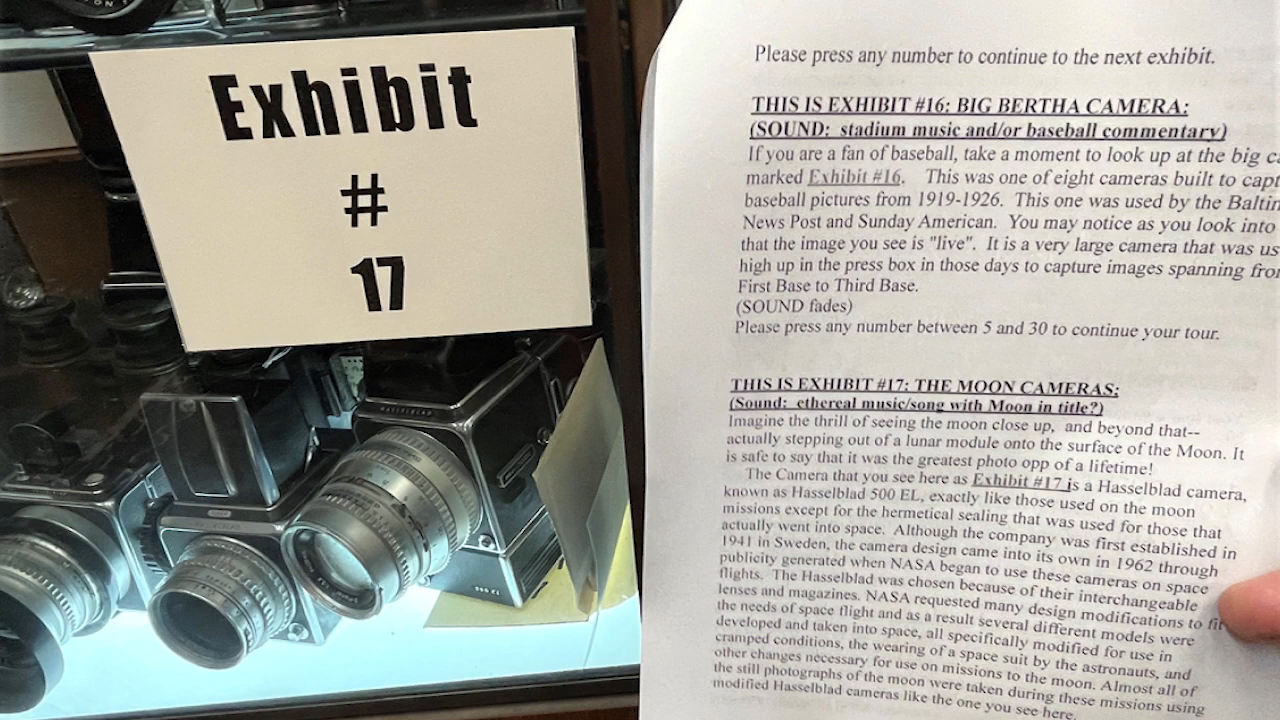 Exhibit
#
17
HASSELBLAD
Please press any number to continue to the next exhibit.
THIS IS EXHIBIT #16: BIG BERTHA CAMERA:
(SOUND: stadium music and/or baseball commentary)
If you are a fan of baseball, take a moment to look up at the big
marked Exhibit #16. This was one of eight cameras built to
baseball pictures from 1919-1926. This one was used by the
News Post and Sunday American. You may notice as you look into
that the image you see is "live". It is a very large camera that was
high up in the press box in those days to capture images spanning
First Base to Third Base.
(SOUND fades)
Please press any number between 5 and 30 to continue your tour.
THIS IS EXHIBIT #17: THE MOON CAMERAS:
(Sound: ethereal music/song with Moon in title?)
Imagine the thrill of seeing the moon close up, and beyond that--
actually stepping out of a lunar module onto the surface of the Moon. It
is safe to say that it was the greatest photo opp of a lifetime!
The Camera that you see here as Exhibit #17 is a Hasselblad camera,
known as Hasselblad 500 EL, exactly like those used on the moon
missions except for the hermetical sealing that was used for those that
actually went into space. Although the company was first established in
1941 in Sweden, the camera design came into its own in 1962 through
publicity generated when NASA began to use these cameras on space
flights. The Hasselblad was chosen because of their interchangeable
lenses and magazines. NASA requested many design modifications to fit
the needs of space flight and as a result several different models were
developed and taken into space, all specifically modified for use in
cramped conditions, the wearing of a space suit by the astronauts, and
other changes necessary for use on missions to the moon. Almost all of
the still photographs of the moon were taken during these missions using
modified Hasselblad cameras like the one you see here.